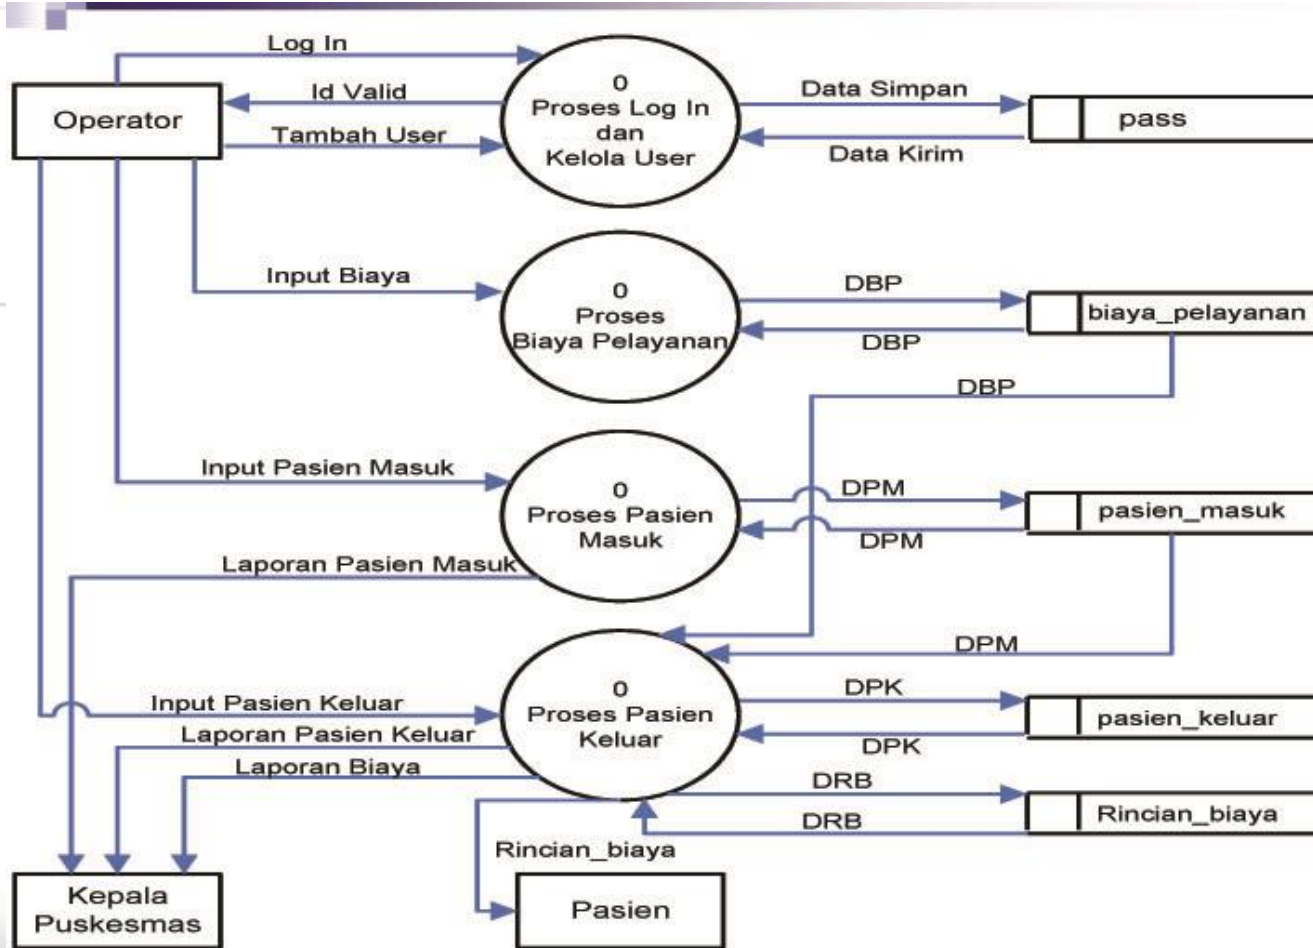 Log In
Id Valid
Tambah User
Operator
0
Proses Log In
dan
Kelola User
Data Simpan
Data Kirim
pass
Input Biaya
0
Proses
Biaya Pelayanan
DBP
DBP
biaya_pelayanan
DBP
Input Pasien Masuk
0
Proses Pasien
Masuk
DPM
DPM
pasien_masuk
Laporan Pasien Masuk
DPM
Input Pasien Keluar
Laporan Pasien Keluar
Laporan Biaya
0
Proses Pasien
Keluar
DPK
DPK
pasien_keluar
DRB
DRB
Rincian_biaya
Rincian_biaya
Kepala
Puskesmas
Pasien